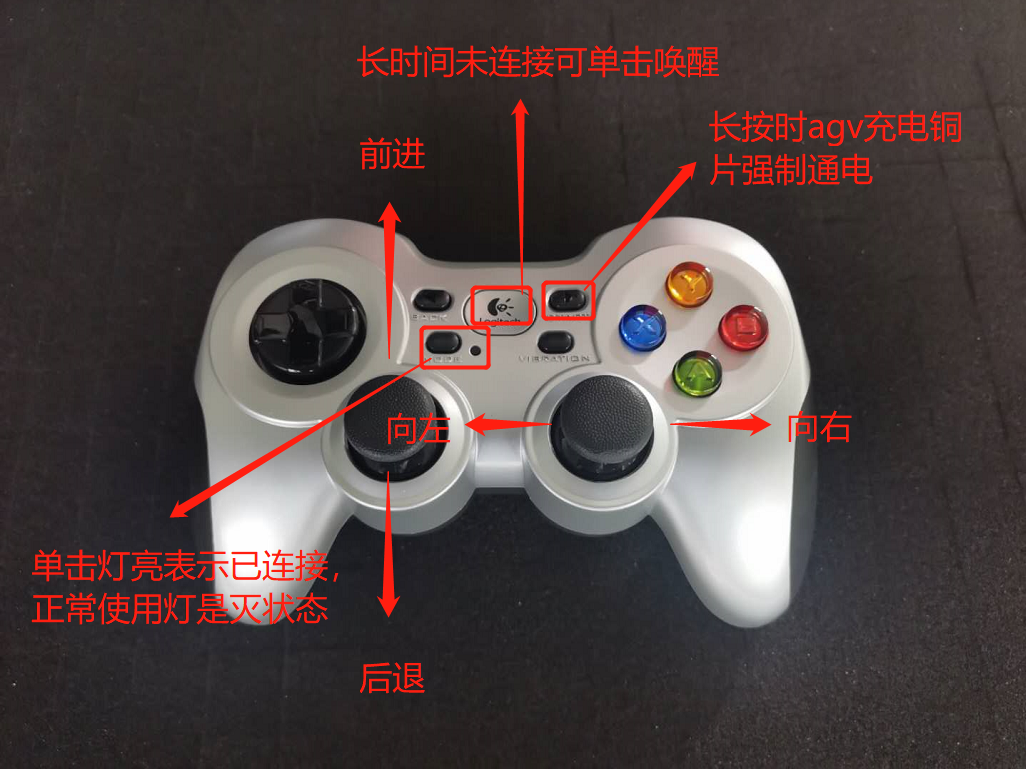 长时间未连接可单击唤醒
长按时agv充电铜
片强制通电
前进
Logitech
VIBRATION
向左
向右
单击灯亮表示已连接，
正常使用灯是灭状态
后退